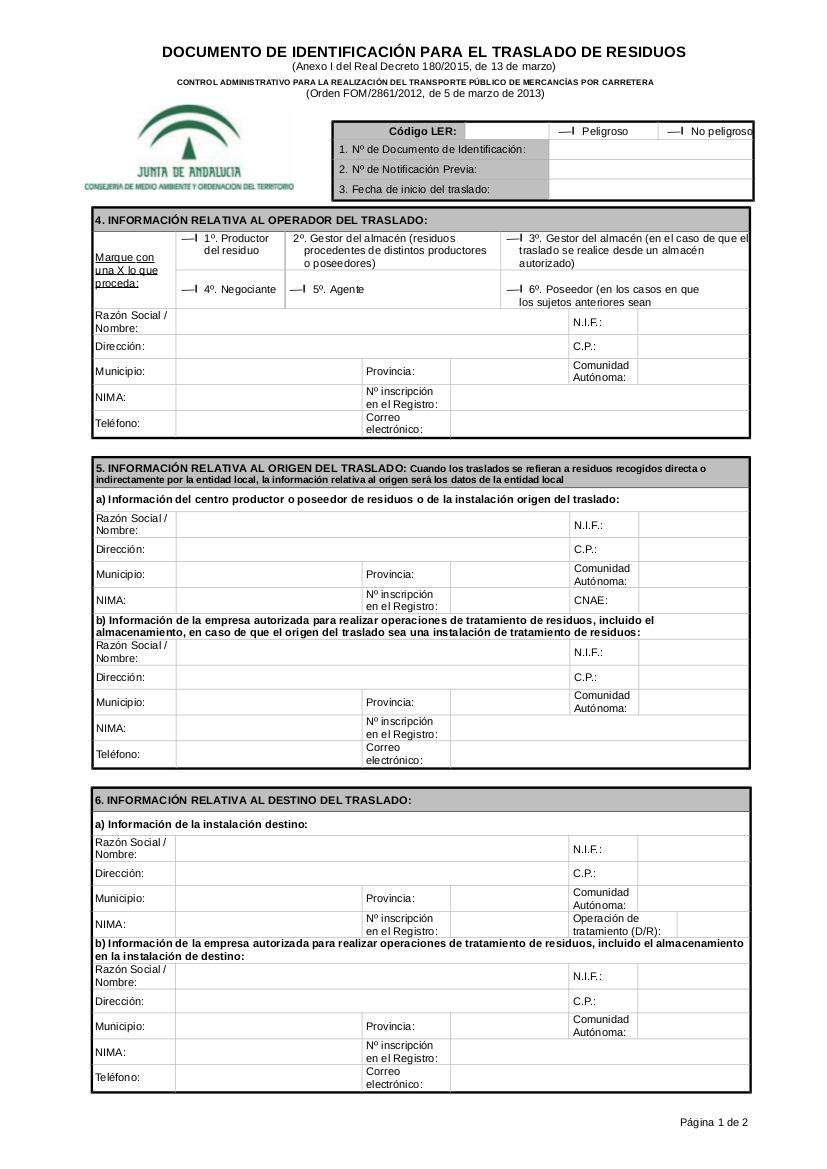 DOCUMENTO DE IDENTIFICACIÓN PARA EL TRASLADO DE RESIDUOS
(Anexo I del Real Decreto 180/2015, de 13 de marzo)
CONTROL ADMINISTRATIVO PARA LA REALIZACIÓN DEL TRANSPORTE PÚBLICO DE MERCANCÍAS POR CARRETERA
(Orden FOM/2861/2012, de 5 de marzo de 2013)
JUNTA DE ANDALUCIA
CONSEJERÍA DE MEDIO AMBIENTE Y ORDENACIÓN DEL TERRITORIO
Código LER: Peligroso No peligroso
1. Nº de Documento de Identificación:
2. Nº de Notificación Previa:
3. Fecha de inicio del traslado:
4. INFORMACIÓN RELATIVA AL OPERADOR DEL TRASLADO:
Marque con
una X lo que
proceda:
1º. Productor
del residuo
2º. Gestor del almacén (residuos
procedentes de distintos productores
o poseedores)
3º. Gestor del almacén (en el caso de que el
traslado se realice desde un almacén
autorizado)
4º. Negociante
5º. Agente
6º. Poseedor (en los casos en que
los sujetos anteriores sean
Razón Social /
Nombre:
N.I.F.:
Dirección:
C.P.:
Municipio:
Provincia:
Comunidad
Autónoma:
NIMA:
Nº inscripción
en el Registro:
Teléfono:
Correo
electrónico:
5. INFORMACIÓN RELATIVA AL ORIGEN DEL TRASLADO: Cuando los traslados se refieran a residuos recogidos directa o
indirectamente por la entidad local, la información relativa al origen será los datos de la entidad local
a) Información del centro productor o poseedor de residuos o de la instalación origen del traslado:
Razón Social /
Nombre:
N.I.F.:
Dirección:
C.P.:
Municipio:
Provincia:
Comunidad
Autónoma:
NIMA:
Nº inscripción
en el Registro:
CNAE:
b) Información de la empresa autorizada para realizar operaciones de tratamiento de residuos, incluido el
almacenamiento, en caso de que el origen del traslado sea una instalación de tratamiento de residuos:
Razón Social /
Nombre:
N.I.F.:
Dirección:
C.P.:
Municipio:
Provincia:
Comunidad
Autónoma:
NIMA:
Nº inscripción
en el Registro:
Teléfono:
Correo
electrónico:
6. INFORMACIÓN RELATIVA AL DESTINO DEL TRASLADO:
a) Información de la instalación destino:
Razón Social /
Nombre:
N.I.F.:
Dirección:
C.P.:
Municipio:
Provincia:
Comunidad
Autónoma:
NIMA:
Nº inscripción
en el Registro:
Operación de
tratamiento (D/R):
b) Información de la empresa autorizada para realizar operaciones de tratamiento de residuos, incluido el almacenamiento
en la instalación de destino:
Razón Social /
Nombre:
N.I.F.:
Dirección:
C.P.:
Municipio:
Provincia:
Comunidad
Autónoma:
NIMA:
Nº inscripción
en el Registro:
Teléfono:
Correo
electrónico:
Página 1 de 2